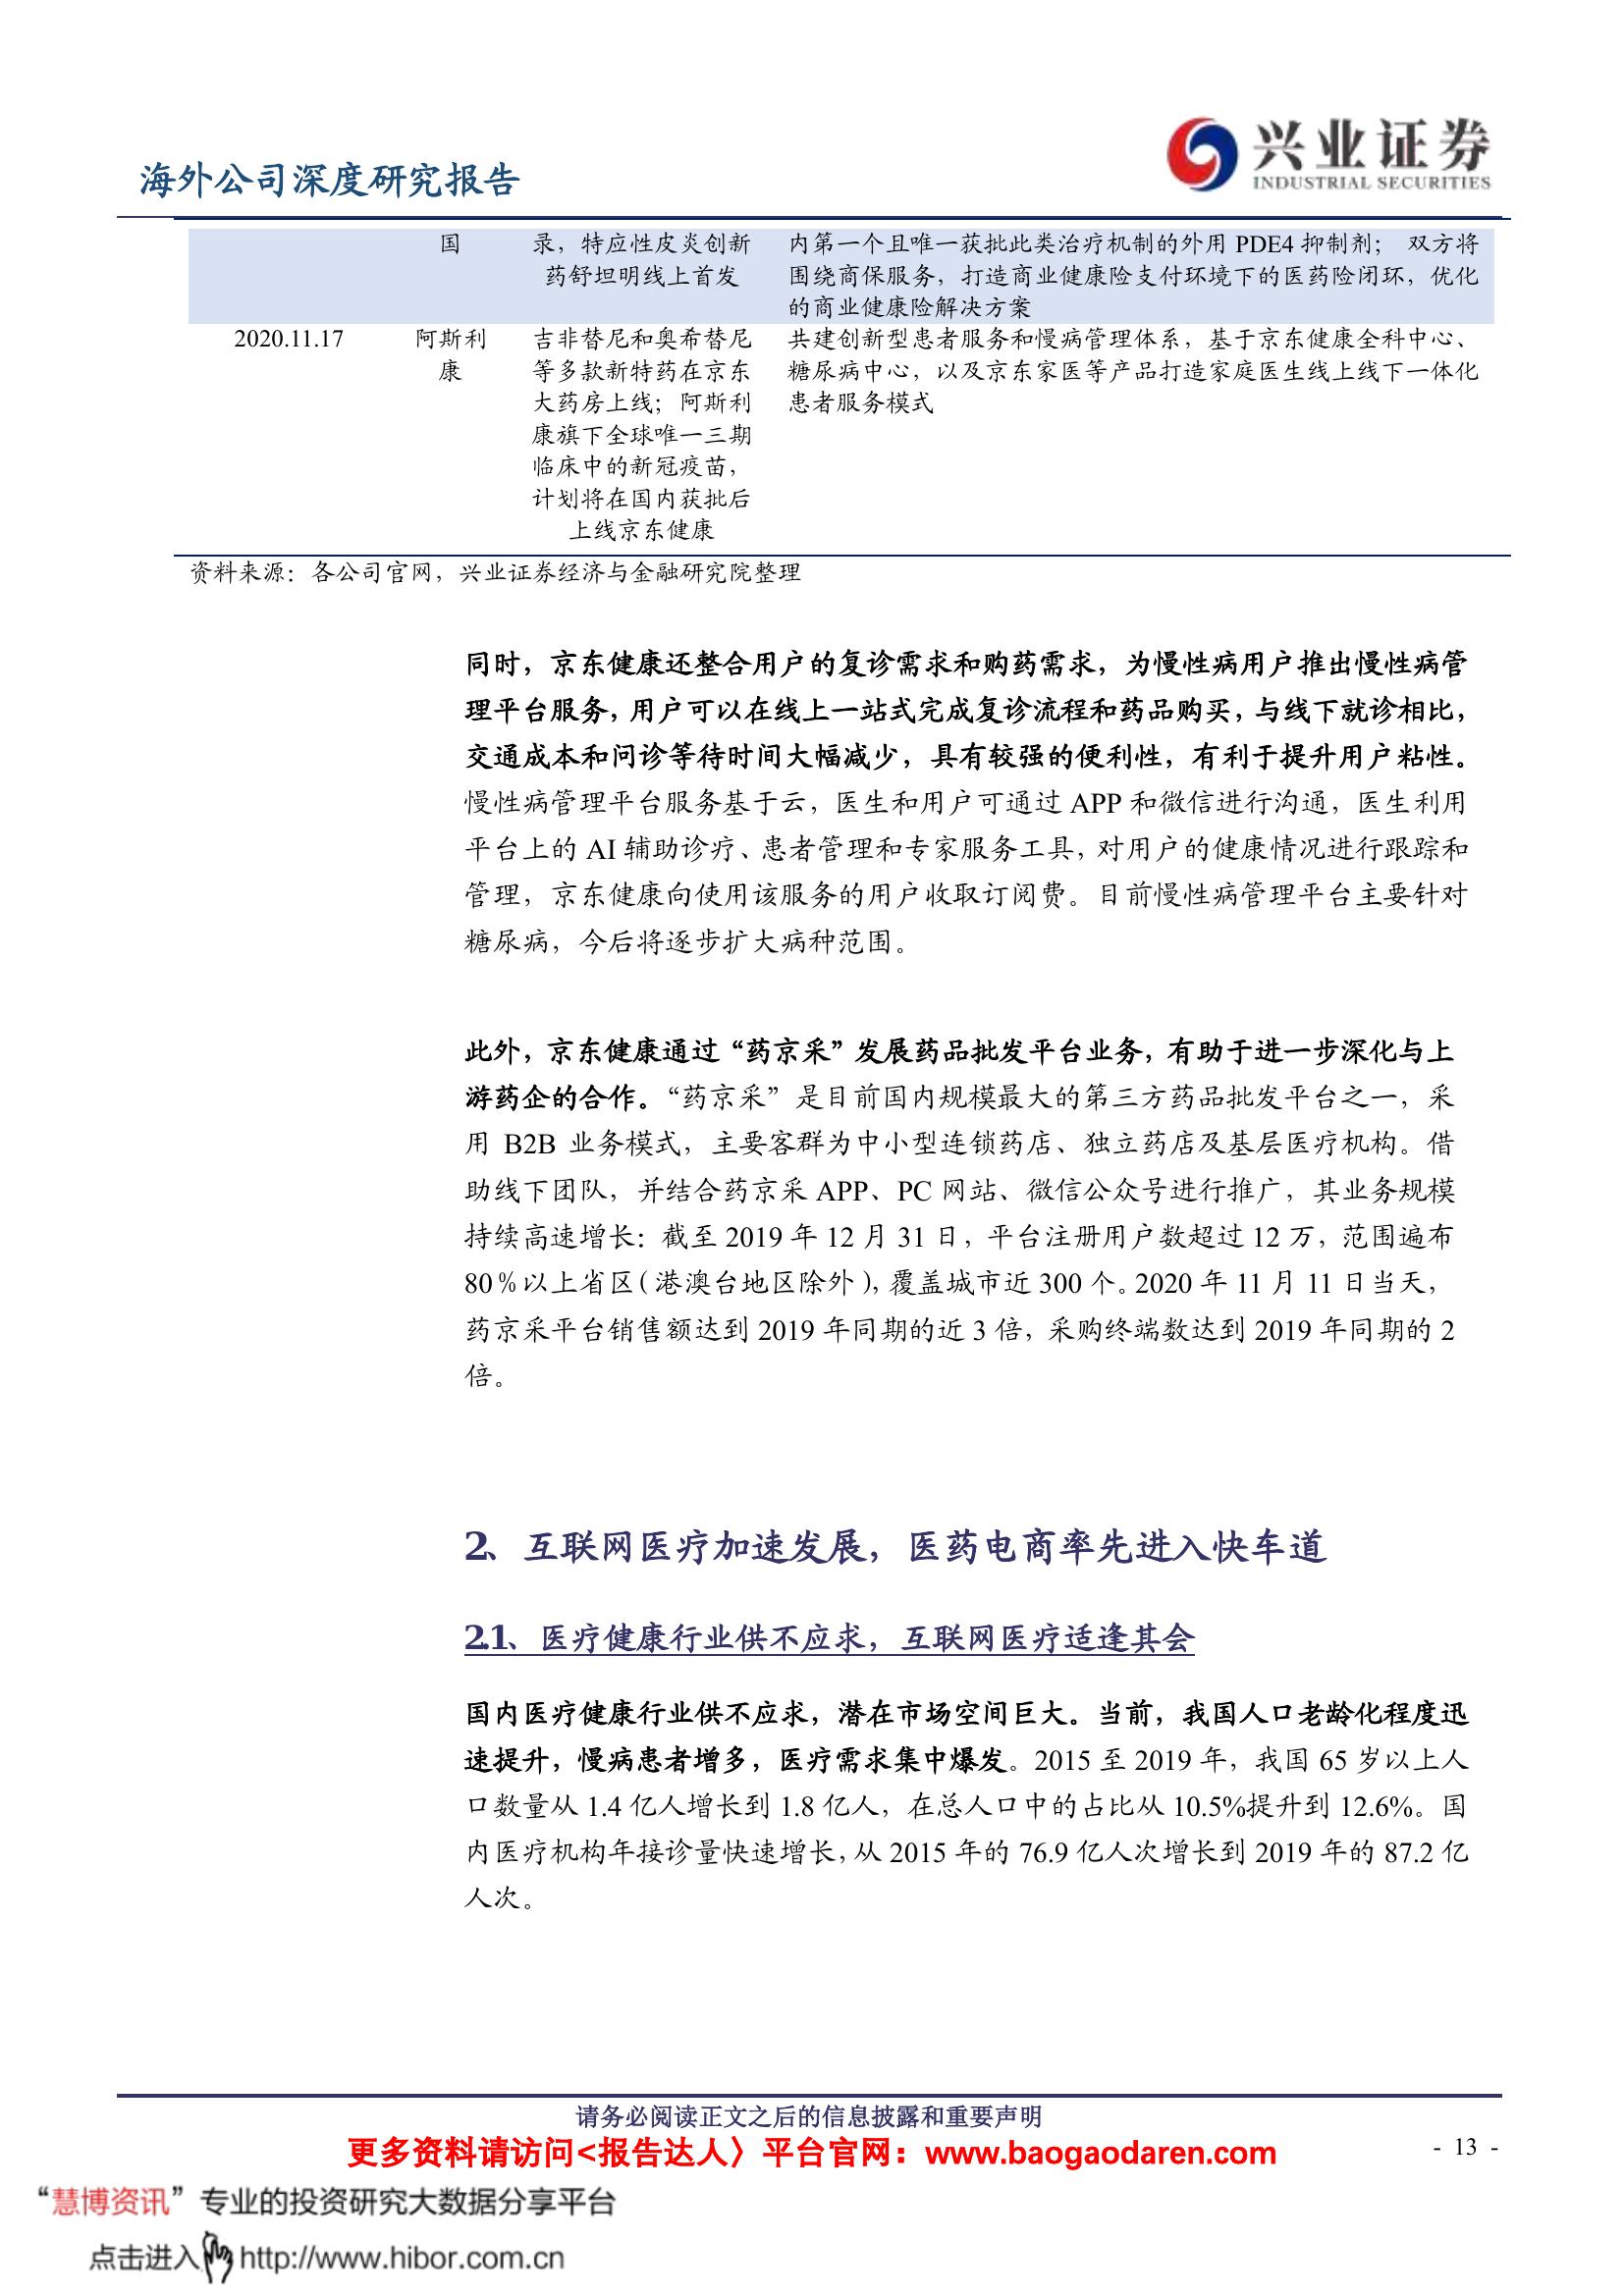 海外公司深度研究报告
兴业证券
INDUSTRIAL SECURITIES
国
录，特应性皮炎创新
药舒坦明线上首发
内第一个且唯一获批此类治疗机制的外用 PDE4 抑制剂； 双方将
围绕商保服务，打造商业健康险支付环境下的医药险闭环，优化
的商业健康险解决方案
2020.11.17
阿斯利
康
吉非替尼和奥希替尼
等多款新特药在京东
大药房上线；阿斯利
康旗下全球唯一三期
临床中的新冠疫苗，
计划将在国内获批后
上线京东健康
共建创新型患者服务和慢病管理体系，基于京东健康全科中心、
糖尿病中心，以及京东家医等产品打造家庭医生线上线下一体化
患者服务模式
资料来源：各公司官网，兴业证券经济与金融研究院整理
同时，京东健康还整合用户的复诊需求和购药需求，为慢性病用户推出慢性病管
理平台服务，用户可以在线上一站式完成复诊流程和药品购买，与线下就诊相比，
交通成本和问诊等待时间大幅减少，具有较强的便利性，有利于提升用户粘性。
慢性病管理平台服务基于云，医生和用户可通过 APP 和微信进行沟通，医生利用
平台上的 AI 辅助诊疗、患者管理和专家服务工具，对用户的健康情况进行跟踪和
管理，京东健康向使用该服务的用户收取订阅费。目前慢性病管理平台主要针对
糖尿病，今后将逐步扩大病种范围。
此外，京东健康通过“药京采”发展药品批发平台业务，有助于进一步深化与上
游药企的合作。“药京采”是目前国内规模最大的第三方药品批发平台之一，采
用 B2B 业务模式，主要客群为中小型连锁药店、独立药店及基层医疗机构。借
助线下团队，并结合药京采 APP、PC 网站、微信公众号进行推广，其业务规模
持续高速增长：截至 2019 年 12 月 31 日，平台注册用户数超过 12 万，范围遍布
80％以上省区（港澳台地区除外），覆盖城市近 300 个。2020 年 11 月 11 日当天，
药京采平台销售额达到 2019 年同期的近 3 倍，采购终端数达到 2019 年同期的 2
倍。
2、互联网医疗加速发展，医药电商率先进入快车道
2.1、医疗健康行业供不应求，互联网医疗适逢其会
国内医疗健康行业供不应求，潜在市场空间巨大。当前，我国人口老龄化程度迅
速提升，慢病患者增多，医疗需求集中爆发。2015 至 2019 年，我国 65 岁以上人
口数量从 1.4 亿人增长到 1.8 亿人，在总人口中的占比从 10.5%提升到 12.6%。国
内医疗机构年接诊量快速增长，从 2015 年的 76.9 亿人次增长到 2019 年的 87.2 亿
人次。
请务必阅读正文之后的信息披露和重要声明
更多资料请访问<报告达人〉平台官网：www.baogaodaren.com
- 13 -
“慧博资讯”专业的投资研究大数据分享平台
点击进入http://www.hibor.com.cn